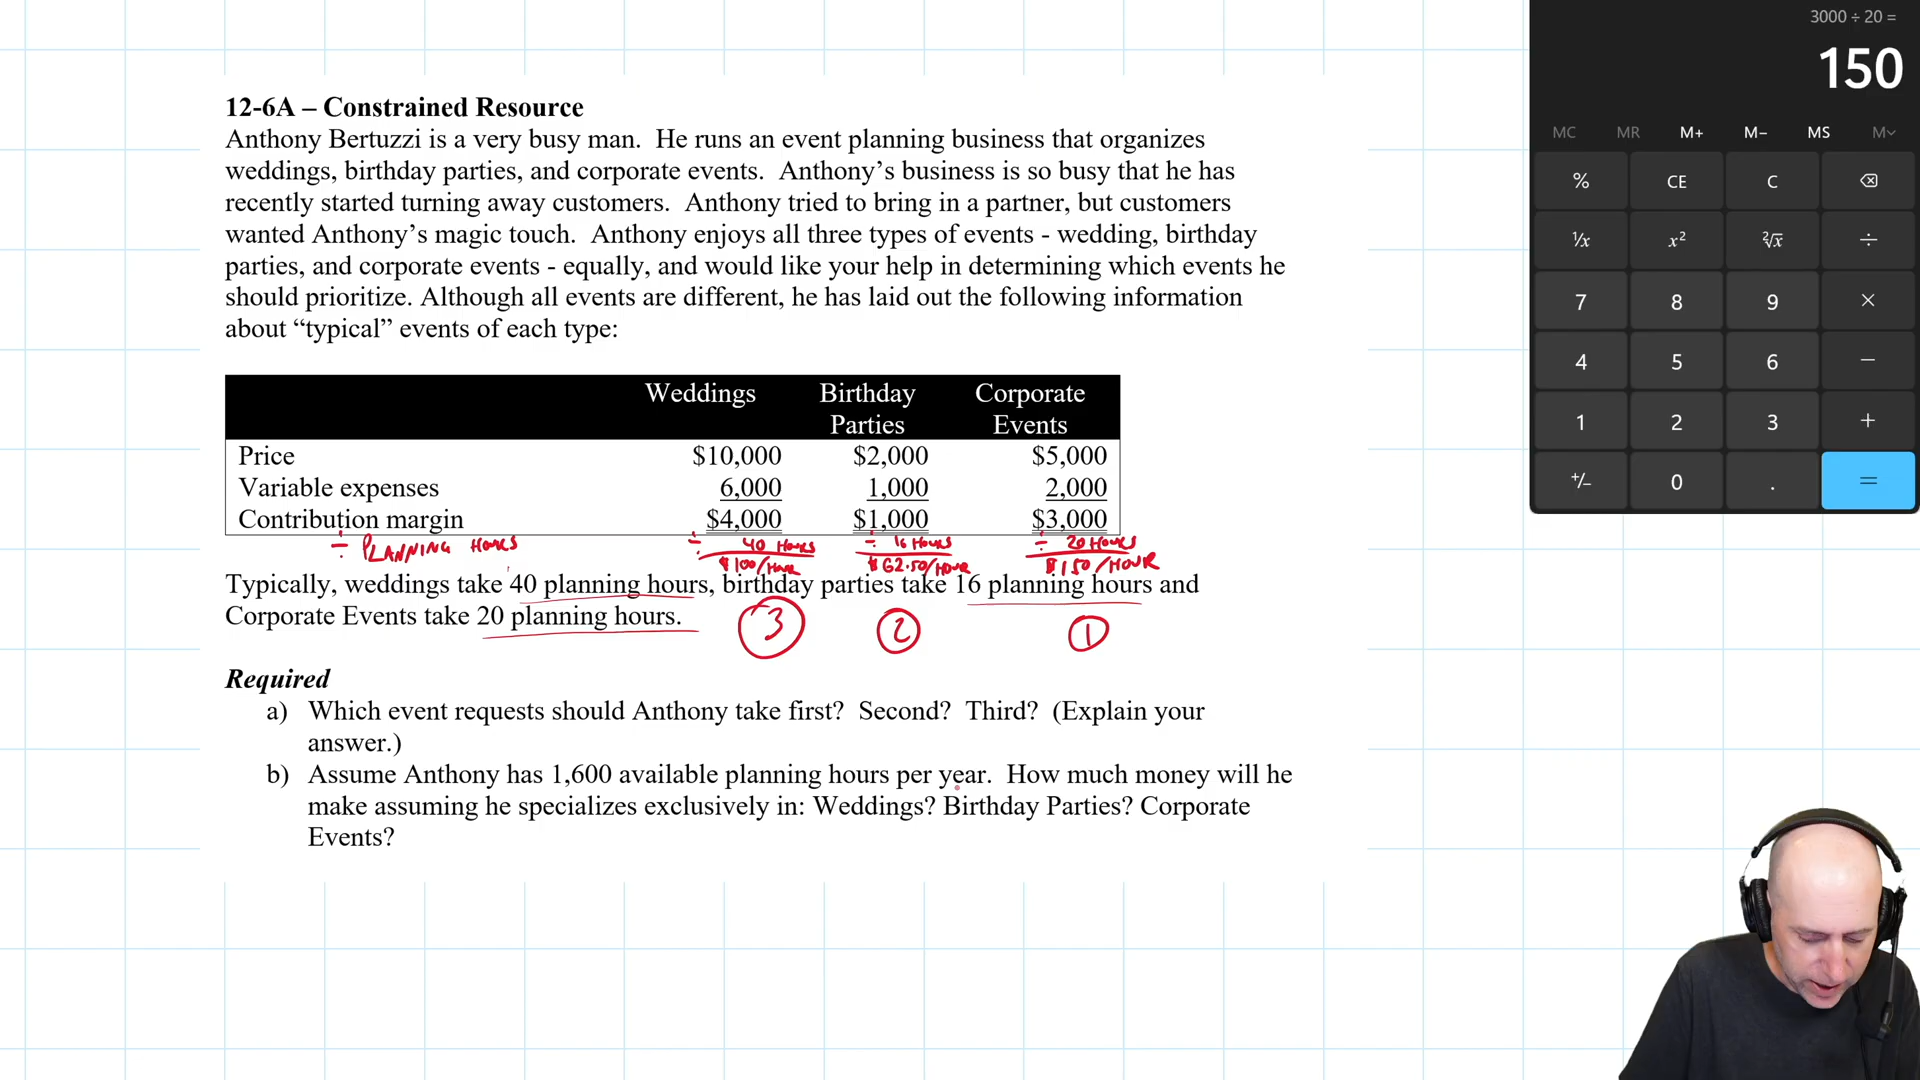 3000 ÷ 20 =
150
MC MR M+ M− MS M˅
% CE C ⌫
⅟x x² ²√x ÷
7 8 9 ×
4 5 6 −
1 2 3 +
+/− 0 . =
12-6A – Constrained Resource
Anthony Bertuzzi is a very busy man. He runs an event planning business that organizes
weddings, birthday parties, and corporate events. Anthony’s business is so busy that he has
recently started turning away customers. Anthony tried to bring in a partner, but customers
wanted Anthony’s magic touch. Anthony enjoys all three types of events - wedding, birthday
parties, and corporate events - equally, and would like your help in determining which events he
should prioritize. Although all events are different, he has laid out the following information
about “typical” events of each type:
Weddings Birthday Corporate
Parties Events
Price $10,000 $2,000 $5,000
Variable expenses 6,000 1,000 2,000
Contribution margin $4,000 $1,000 $3,000
÷ PLANNING HOURS ÷ 40 HOURS ÷ 16 HOURS ÷ 20 HOURS
$100/HOUR $62.50/HOUR $150/HOUR
Typically, weddings take 40 planning hours, birthday parties take 16 planning hours and
Corporate Events take 20 planning hours.
3 2 1
Required
a) Which event requests should Anthony take first? Second? Third? (Explain your
answer.)
b) Assume Anthony has 1,600 available planning hours per year. How much money will he
make assuming he specializes exclusively in: Weddings? Birthday Parties? Corporate
Events?